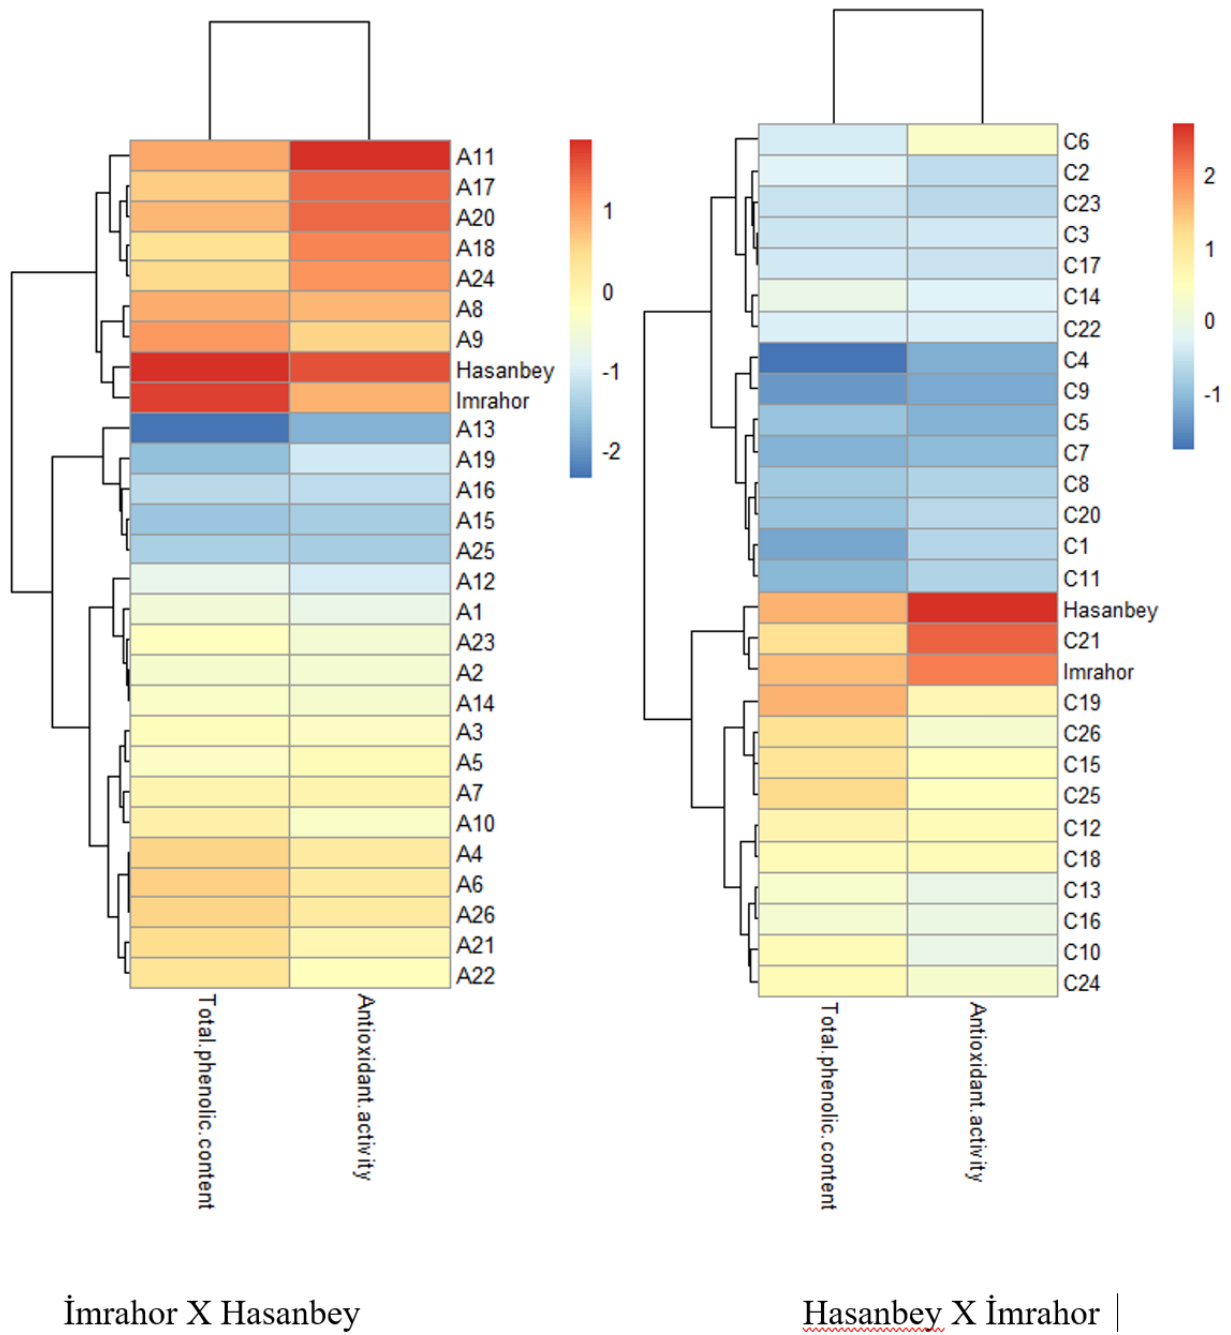 A11
A17
A20
A18
A24
A8
A9
Hasanbey
Imrahor
A13
A19
A16
A15
A25
A12
A1
A23
A2
A14
A3
A5
A7
A10
A4
A6
A26
A21
A22
1
0
-1
-2
Total.phenolic.content
Antioxidant.activity
İmrahor X Hasanbey
C6
C2
C23
C3
C17
C14
C22
C4
C9
C5
C7
C8
C20
C1
C11
Hasanbey
C21
Imrahor
C19
C26
C15
C25
C12
C18
C13
C16
C10
C24
2
1
0
-1
Total.phenolic.content
Antioxidant.activity
Hasanbey X İmrahor